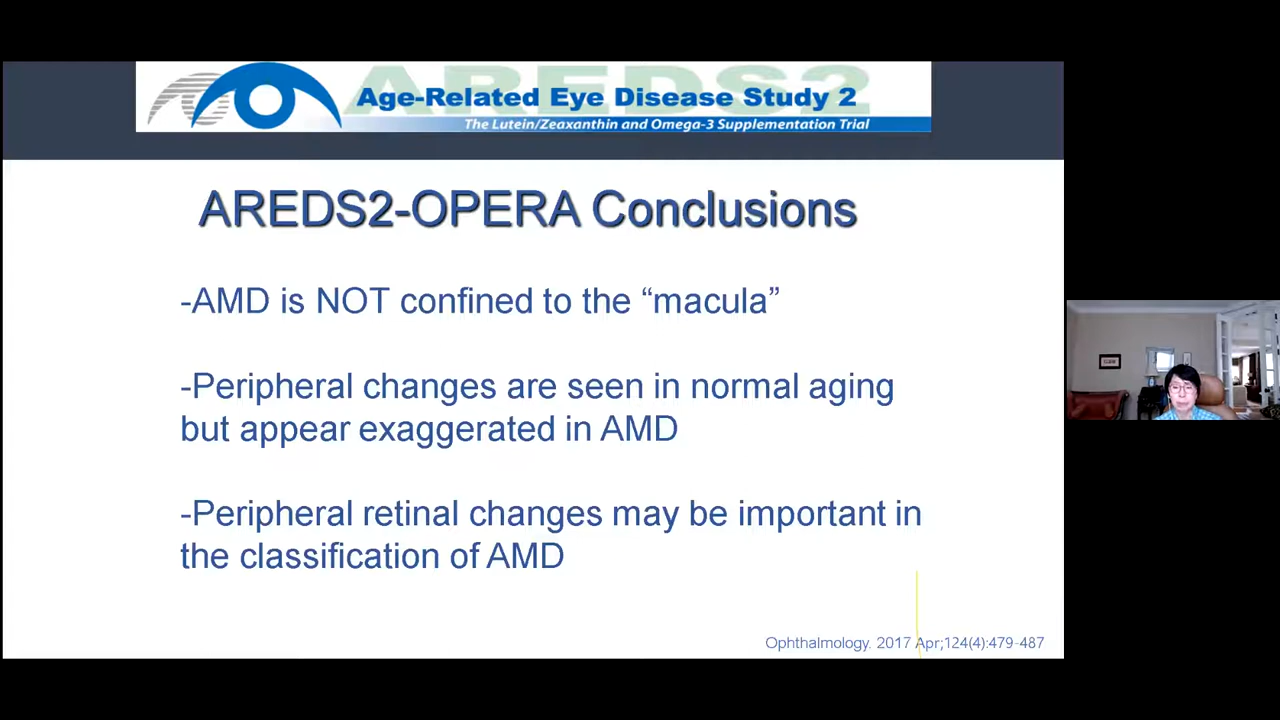 AREDS2
Age-Related Eye Disease Study 2
The Lutein/Zeaxanthin and Omega-3 Supplementation Trial
AREDS2-OPERA Conclusions
-AMD is NOT confined to the “macula”
-Peripheral changes are seen in normal aging
but appear exaggerated in AMD
-Peripheral retinal changes may be important in
the classification of AMD
Ophthalmology. 2017 Apr;124(4):479-487